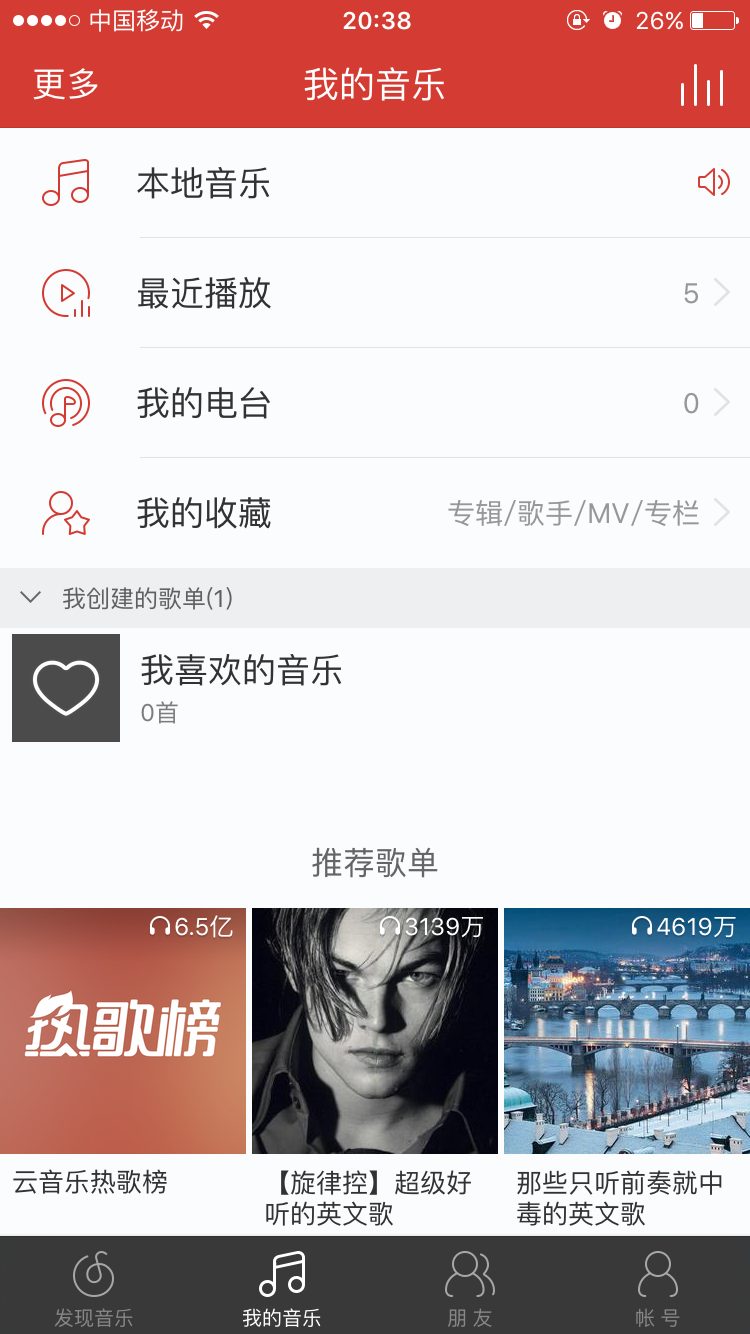 中国移动 20:38 26%
更多 我的音乐
本地音乐
最近播放 5
我的电台 0
我的收藏 专辑/歌手/MV/专栏
我创建的歌单(1)
我喜欢的音乐
0首
推荐歌单
6.5亿 3139万 4619万
热歌榜
云音乐热歌榜
【旋律控】超级好
听的英文歌
那些只听前奏就中
毒的英文歌
发现音乐 我的音乐 朋友 帐号